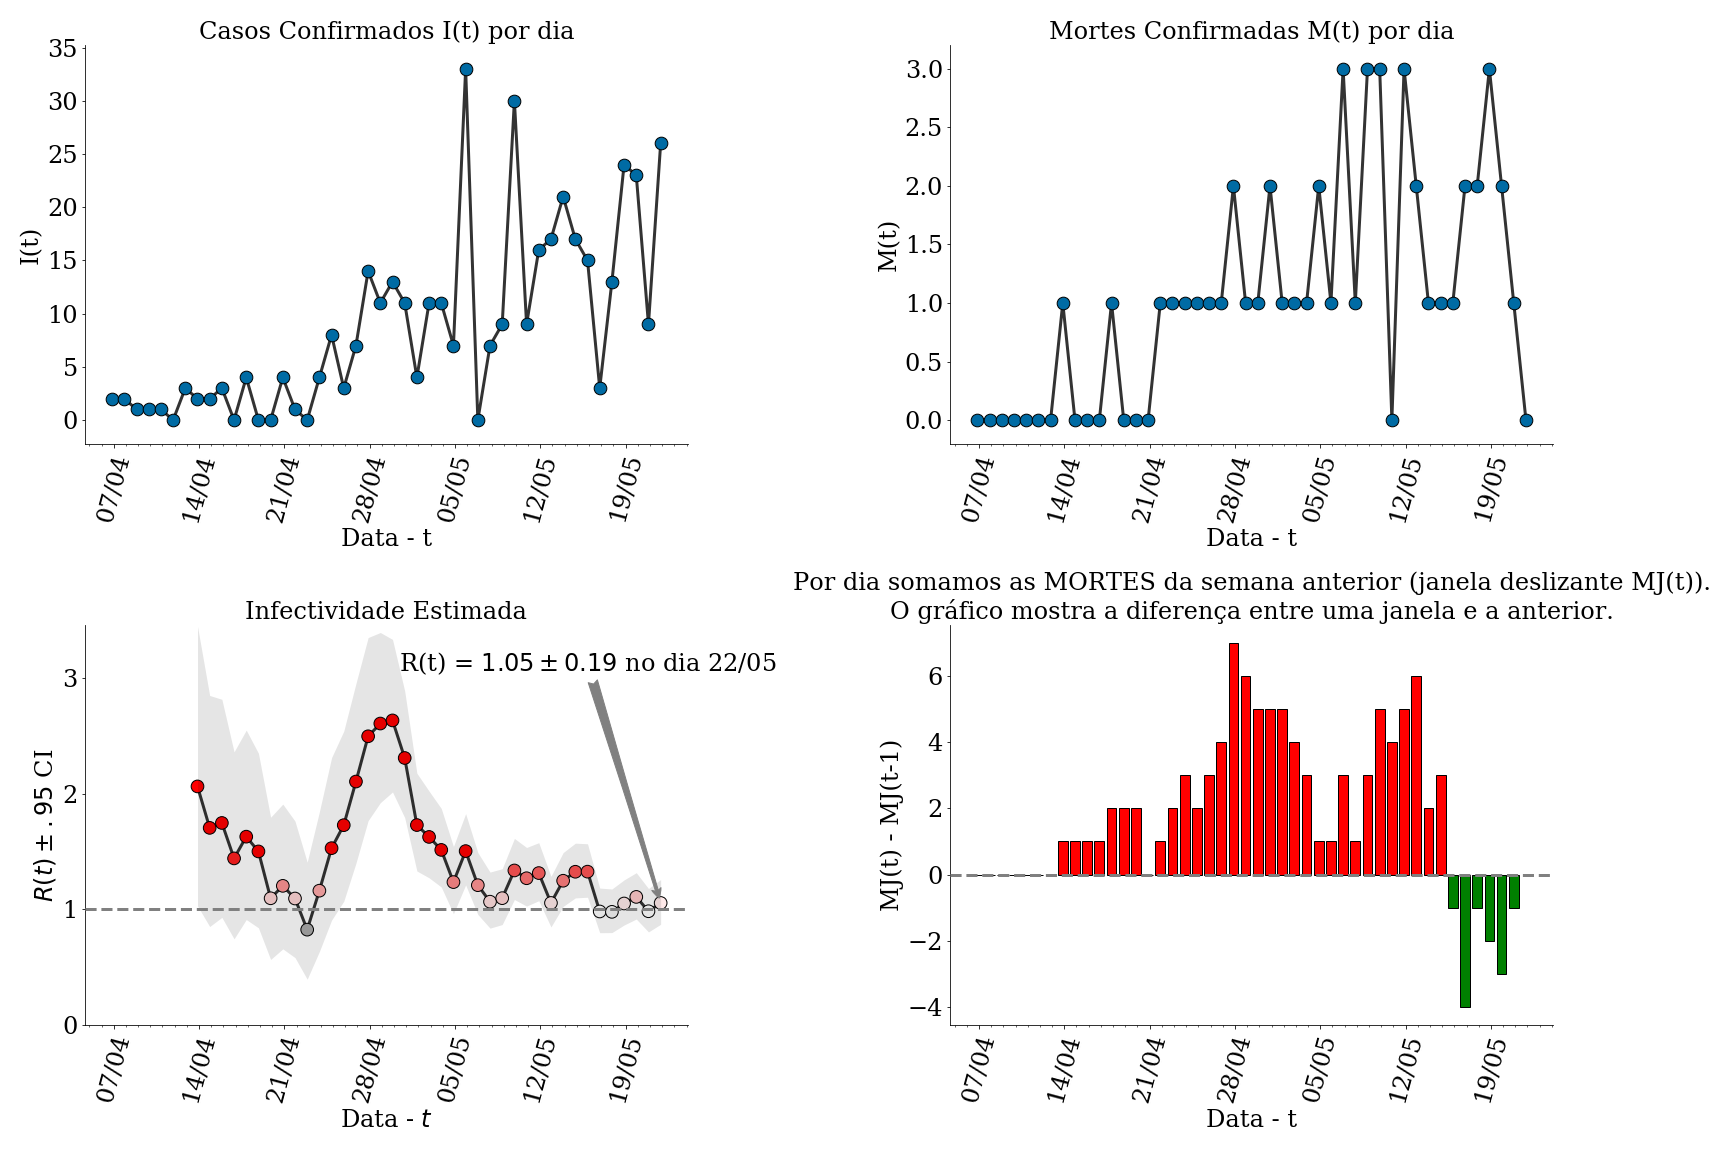 Casos Confirmados I(t) por dia
35
30
25
20
15
10
5
0
I(t)
07/04 14/04 21/04 28/04 05/05 12/05 19/05
Data - t
Mortes Confirmadas M(t) por dia
3.0
2.5
2.0
1.5
1.0
0.5
0.0
M(t)
07/04 14/04 21/04 28/04 05/05 12/05 19/05
Data - t
Infectividade Estimada
R(t) = 1.05 ± 0.19 no dia 22/05
3
2
1
0
R(t) ± .95 CI
07/04 14/04 21/04 28/04 05/05 12/05 19/05
Data - t
Por dia somamos as MORTES da semana anterior (janela deslizante MJ(t)).
O gráfico mostra a diferença entre uma janela e a anterior.
6
4
2
0
−2
−4
MJ(t) - MJ(t-1)
07/04 14/04 21/04 28/04 05/05 12/05 19/05
Data - t